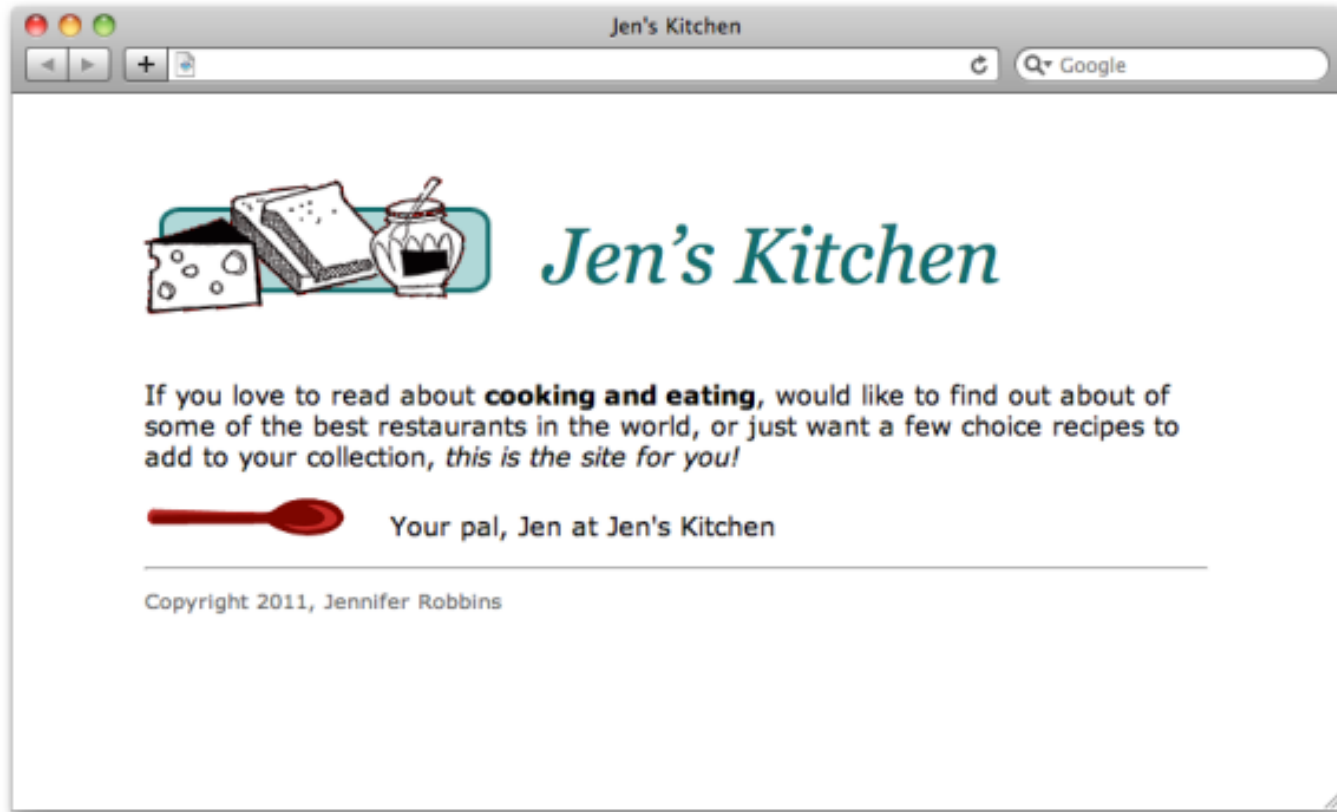 Jen's Kitchen
Google
Jen’s Kitchen
If you love to read about cooking and eating, would like to find out about of
some of the best restaurants in the world, or just want a few choice recipes to
add to your collection, this is the site for you!
Your pal, Jen at Jen's Kitchen
Copyright 2011, Jennifer Robbins